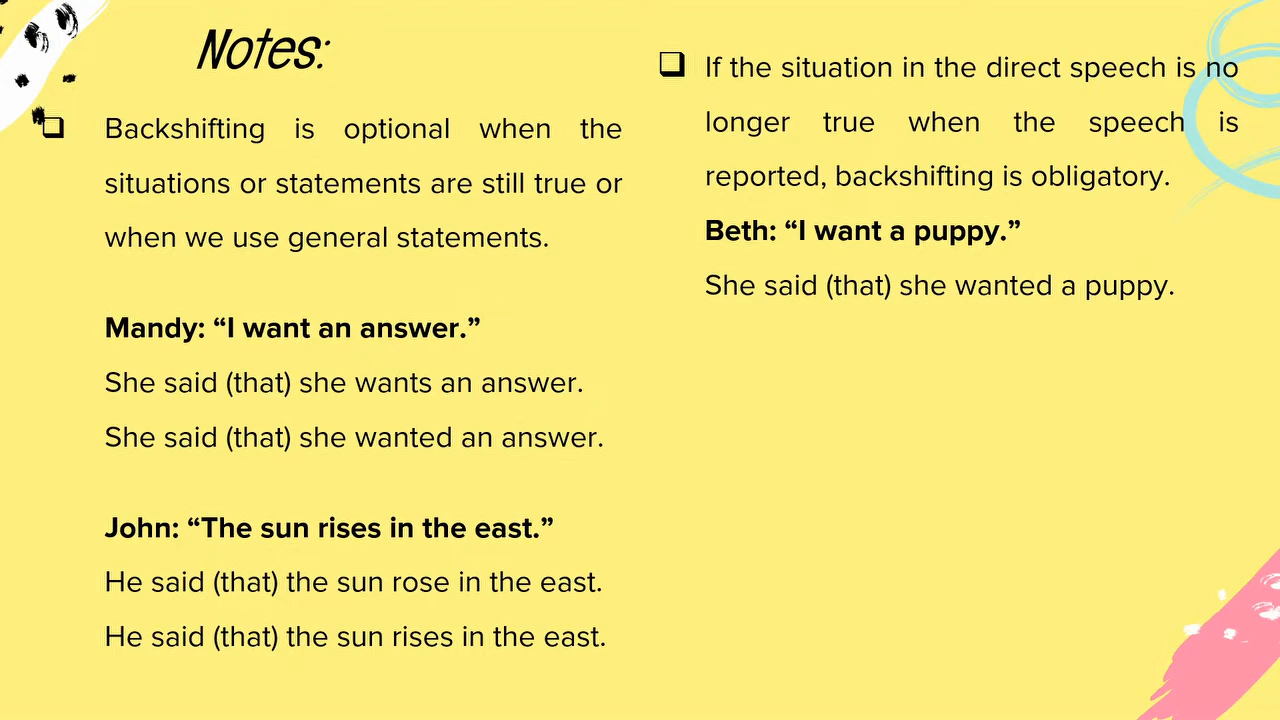 Notes:
Backshifting is optional when the
situations or statements are still true or
when we use general statements.
Mandy: “I want an answer.”
She said (that) she wants an answer.
She said (that) she wanted an answer.
John: “The sun rises in the east.”
He said (that) the sun rose in the east.
He said (that) the sun rises in the east.
If the situation in the direct speech is no
longer true when the speech is
reported, backshifting is obligatory.
Beth: “I want a puppy.”
She said (that) she wanted a puppy.